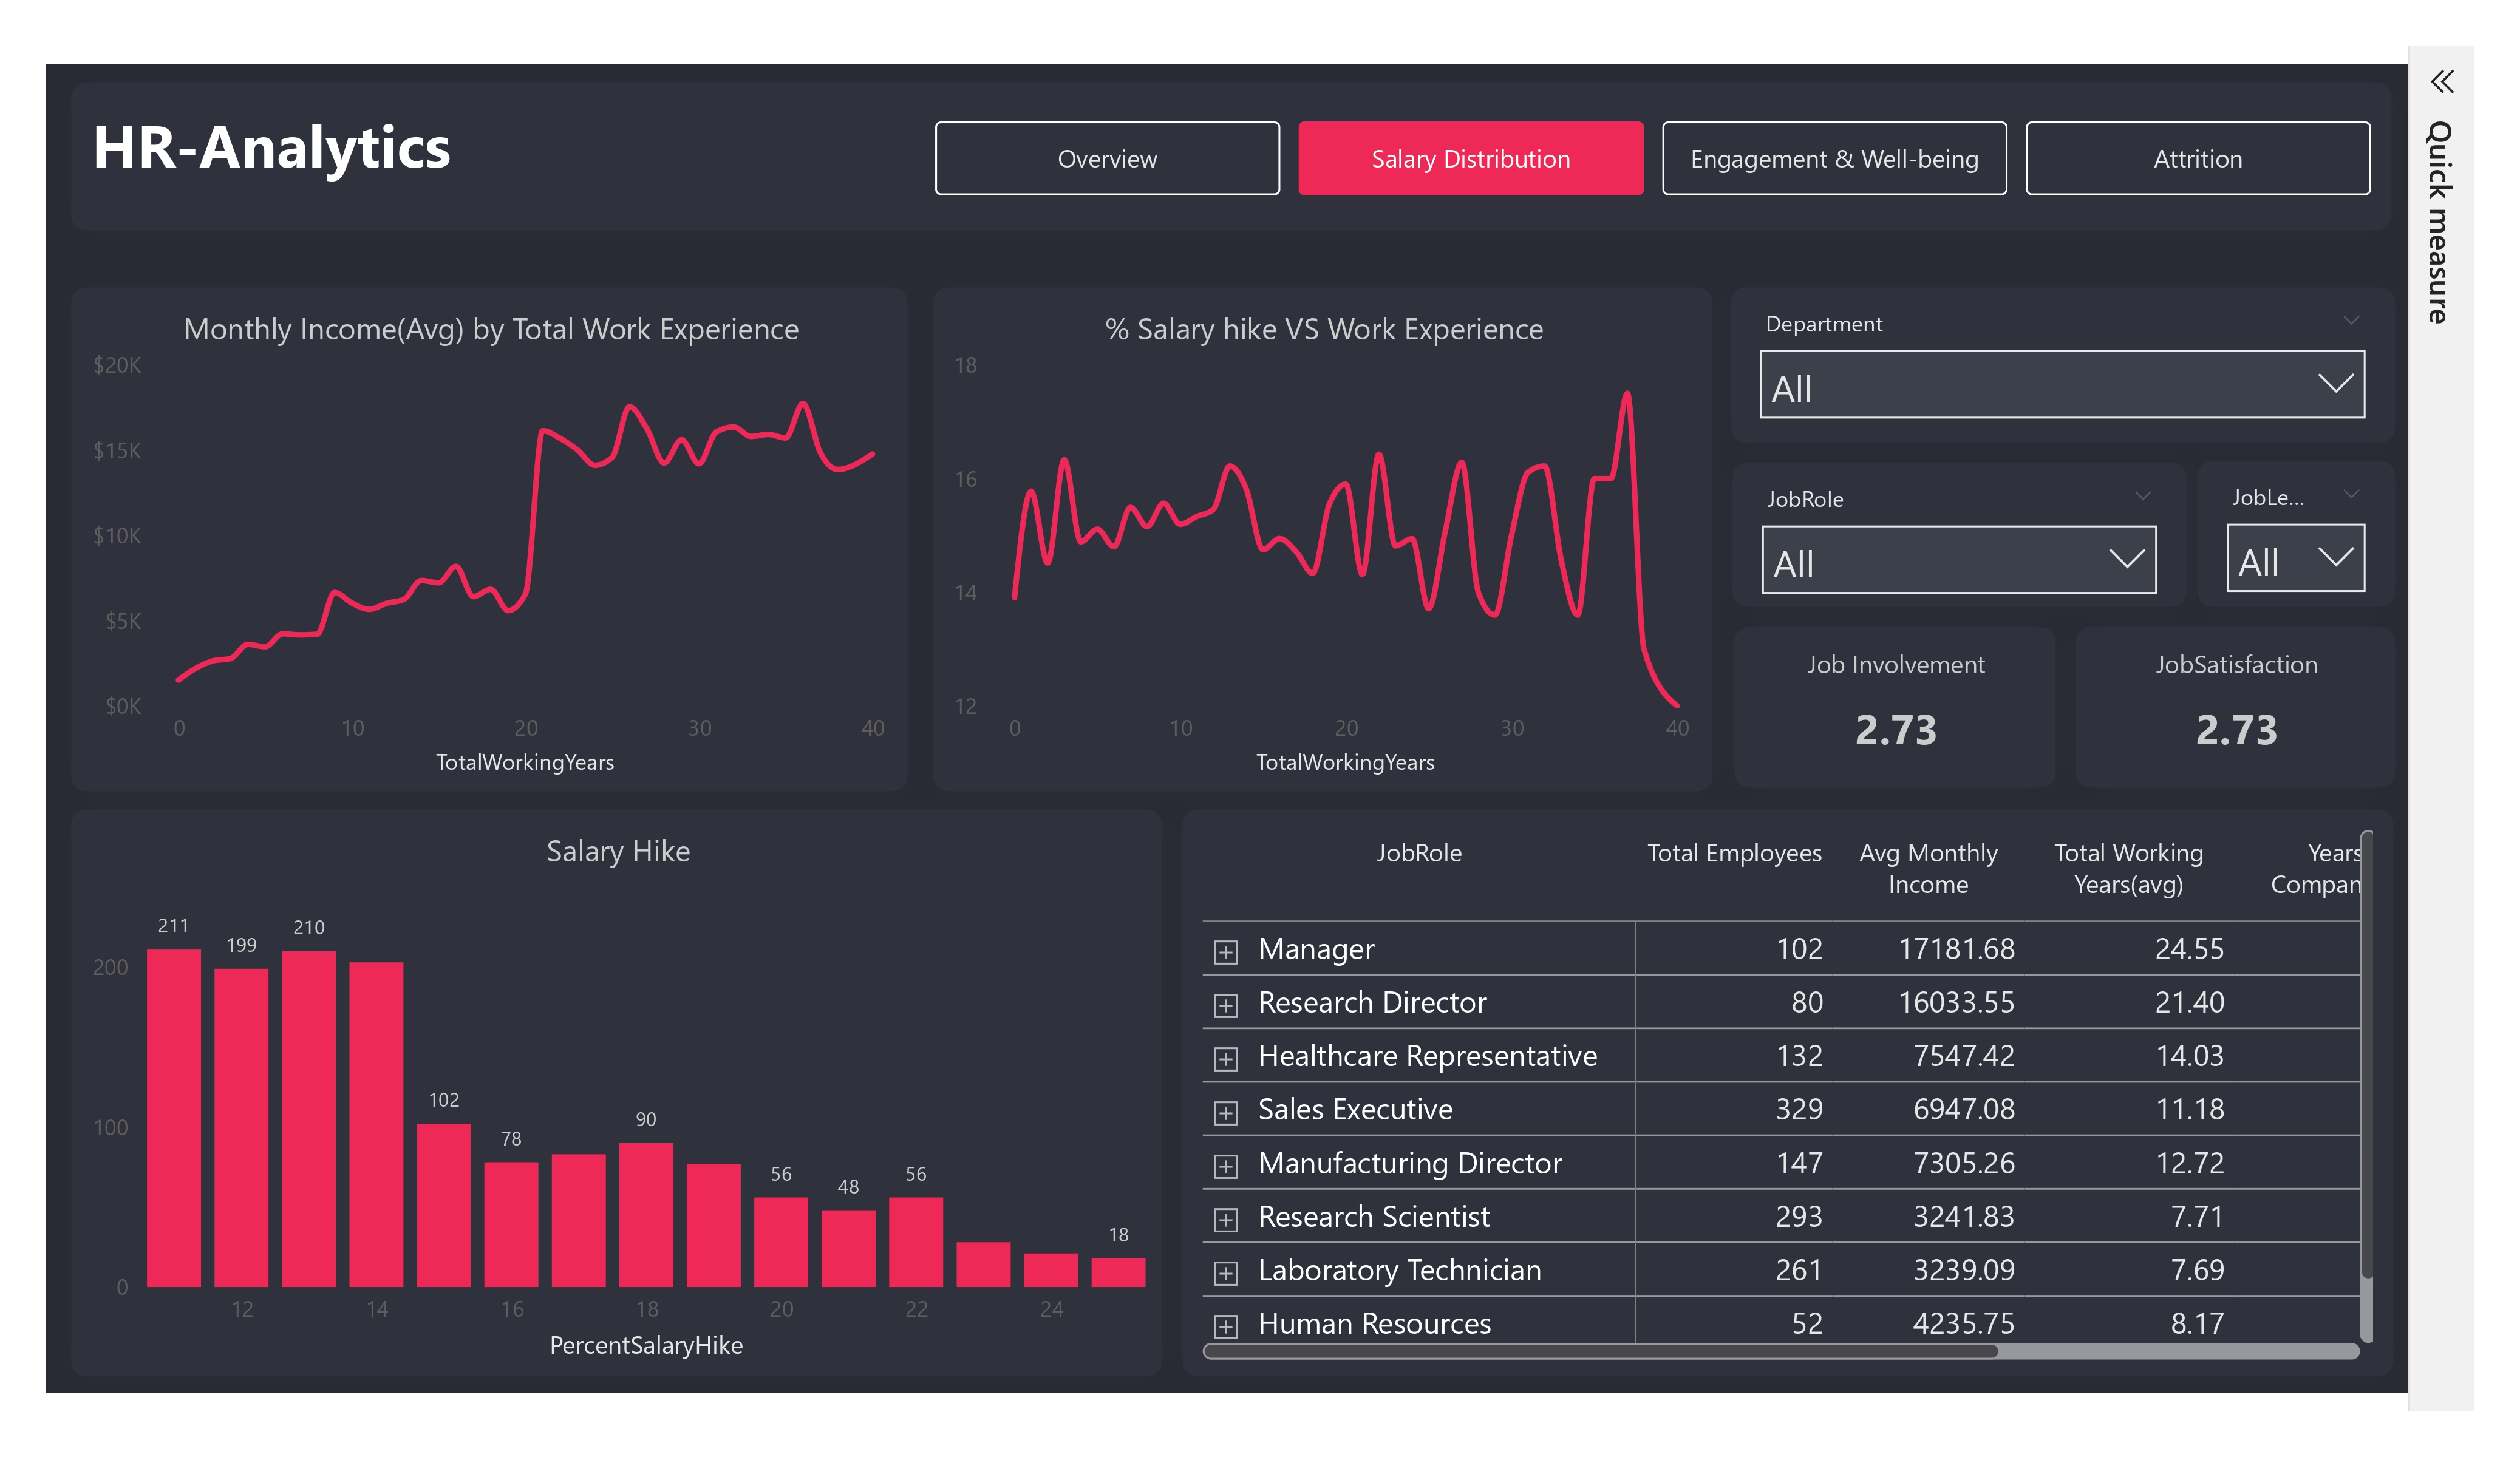 HR-Analytics
Overview
Salary Distribution
Engagement & Well-being
Attrition
Quick measure
Monthly Income(Avg) by Total Work Experience
$20K
$15K
$10K
$5K
$0K
0 10 20 30 40
TotalWorkingYears
% Salary hike VS Work Experience
18
16
14
12
0 10 20 30 40
TotalWorkingYears
Department
All
JobRole
All
JobLe...
All
Job Involvement
2.73
JobSatisfaction
2.73
Salary Hike
211
199
210
102
78
90
56
48
56
18
200
100
0
12 14 16 18 20 22 24
PercentSalaryHike
JobRole Total Employees Avg Monthly Total Working Years
Income Years(avg) Compan
Manager 102 17181.68 24.55
Research Director 80 16033.55 21.40
Healthcare Representative 132 7547.42 14.03
Sales Executive 329 6947.08 11.18
Manufacturing Director 147 7305.26 12.72
Research Scientist 293 3241.83 7.71
Laboratory Technician 261 3239.09 7.69
Human Resources 52 4235.75 8.17